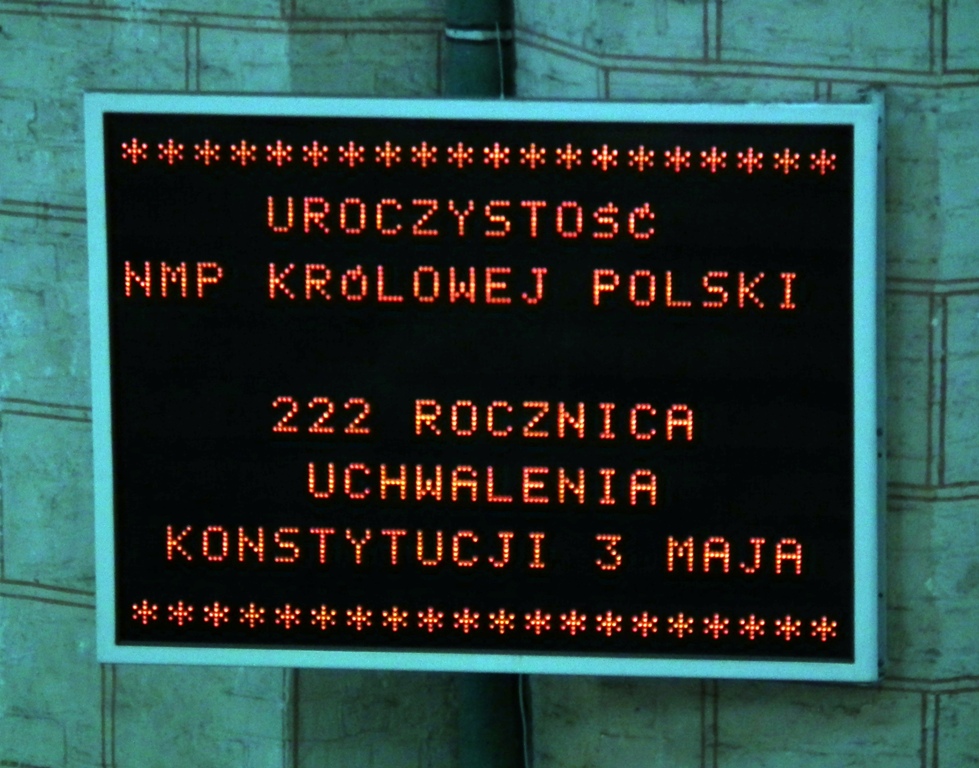 * * * * * * * * * * * * * * * * * * * *
UROCZYSTOŚĆ
NMP KRÓLOWEJ POLSKI
222 ROCZNICA
UCHWALENIA
KONSTYTUCJI 3 MAJA
* * * * * * * * * * * * * * * * * * * *